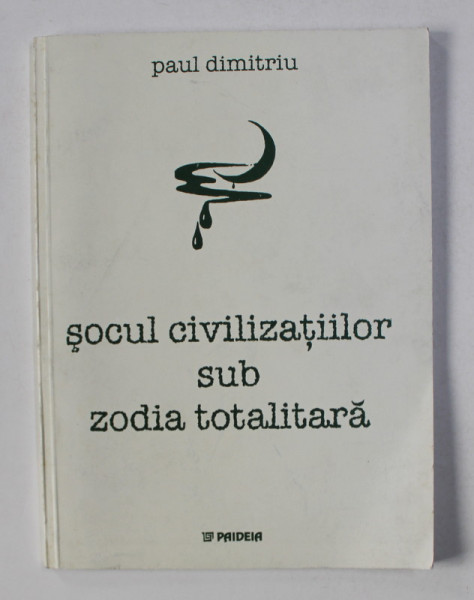 paul dimitriu
şocul civilizaţiilor
sub
zodia totalitară
PAIDEIA